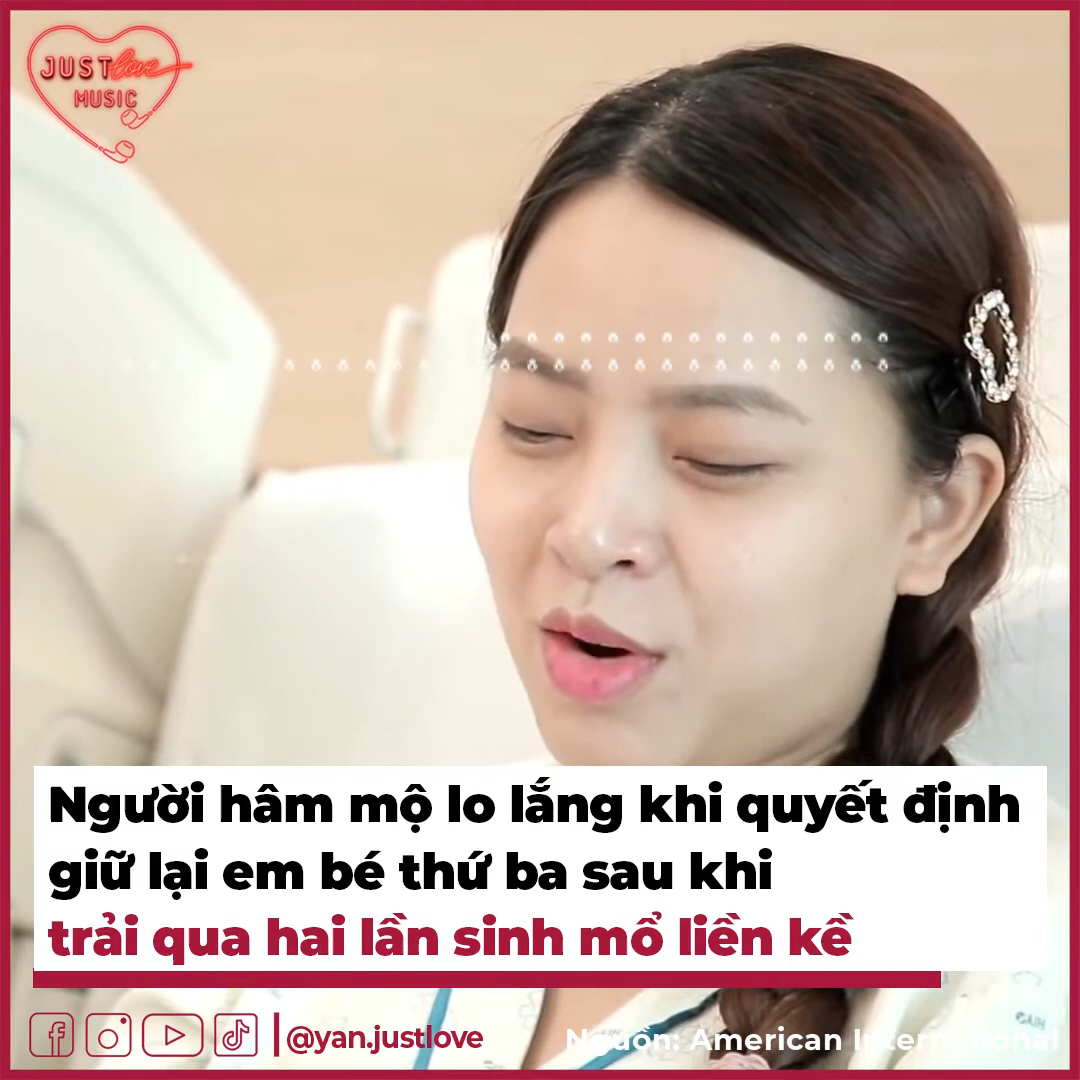 JUST love
MUSIC
Người hâm mộ lo lắng khi quyết định
giữ lại em bé thứ ba sau khi
trải qua hai lần sinh mổ liền kề
@yan.justlove
Nguồn: American International